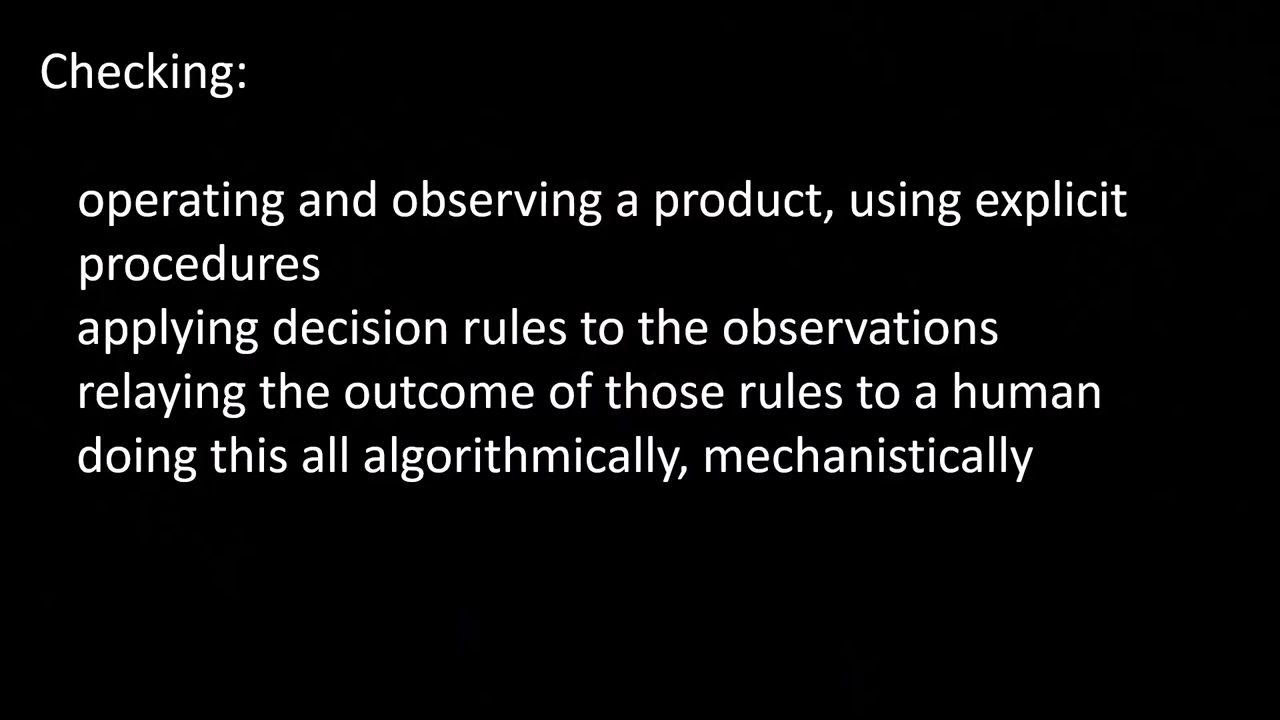 Checking:
operating and observing a product, using explicit
procedures
applying decision rules to the observations
relaying the outcome of those rules to a human
doing this all algorithmically, mechanistically